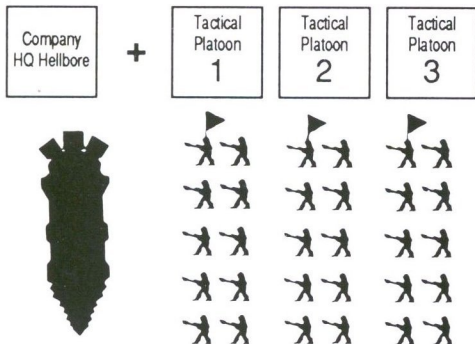 Company
HQ Hellbore
+
Tactical
Platoon
1
Tactical
Platoon
2
Tactical
Platoon
3